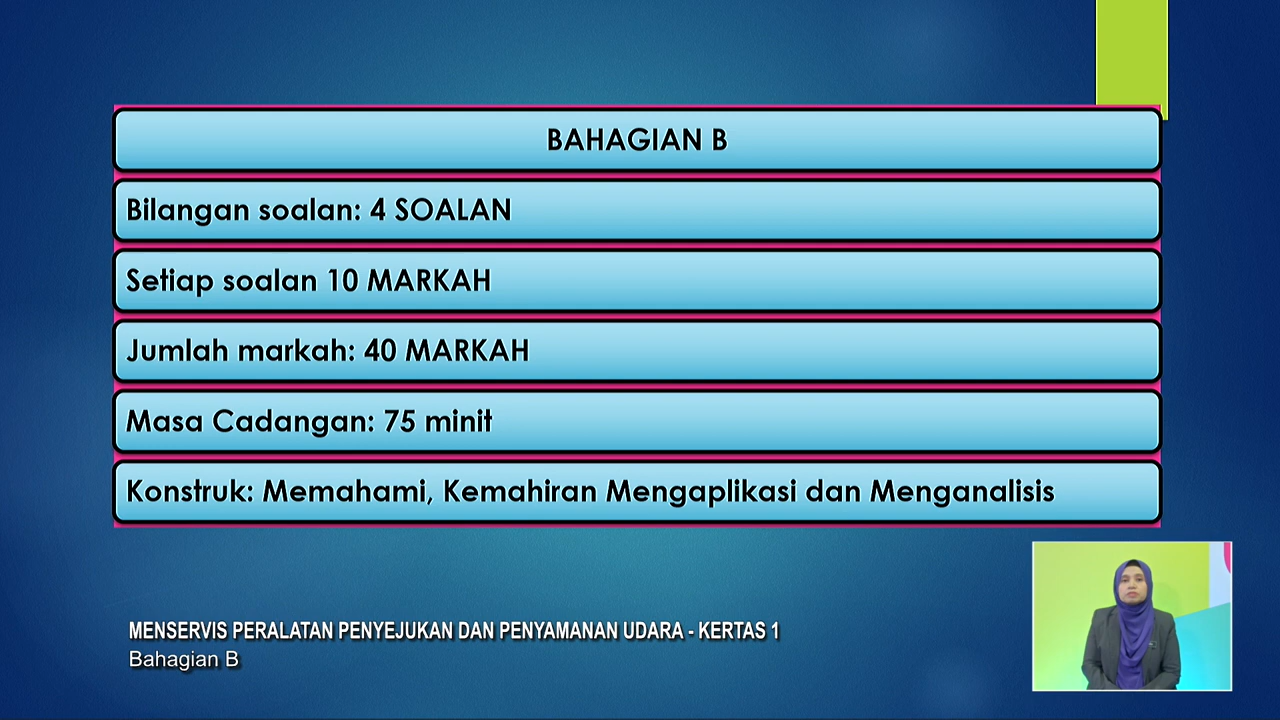 BAHAGIAN B
Bilangan soalan: 4 SOALAN
Setiap soalan 10 MARKAH
Jumlah markah: 40 MARKAH
Masa Cadangan: 75 minit
Konstruk: Memahami, Kemahiran Mengaplikasi dan Menganalisis
MENSERVIS PERALATAN PENYEJUKAN DAN PENYAMANAN UDARA - KERTAS 1
Bahagian B